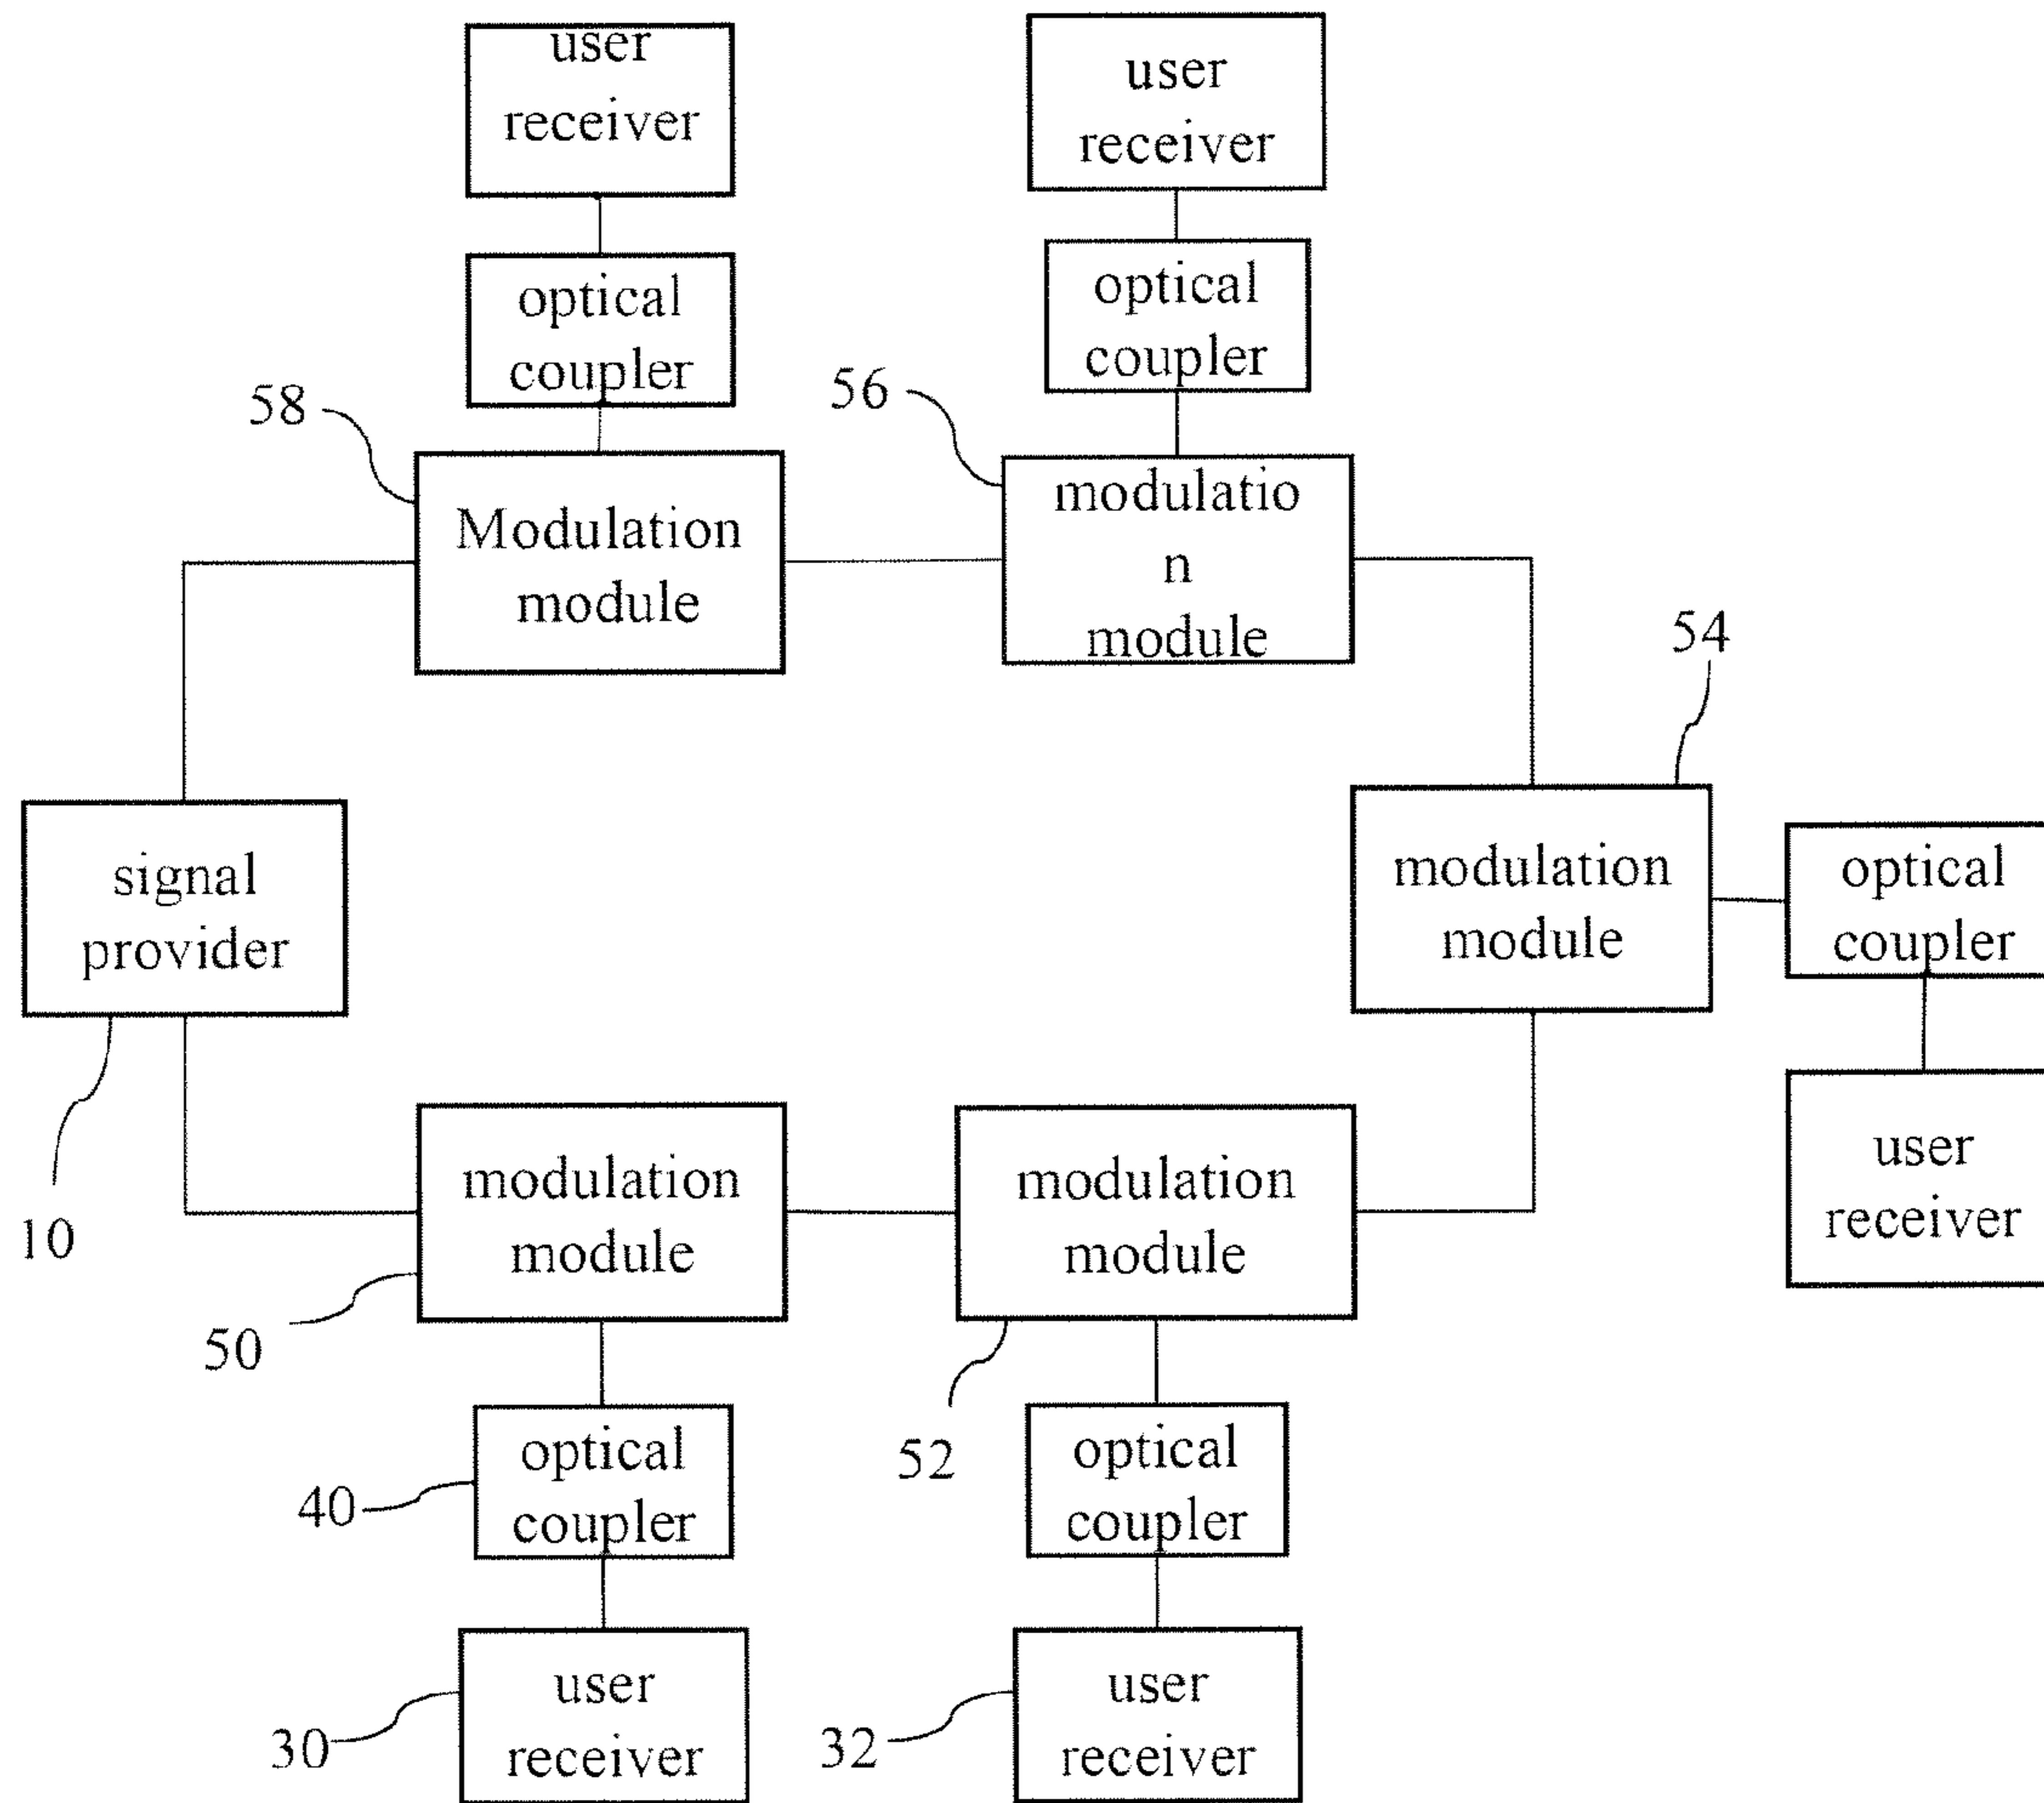 user
receiver
user
receiver
optical
coupler
optical
coupler
58
56
Modulation
module
modulatio
n
module
54
signal
provider
modulation
module
optical
coupler
10
modulation
module
modulation
module
user
receiver
50
52
40
optical
coupler
optical
coupler
30
user
receiver
32
user
receiver